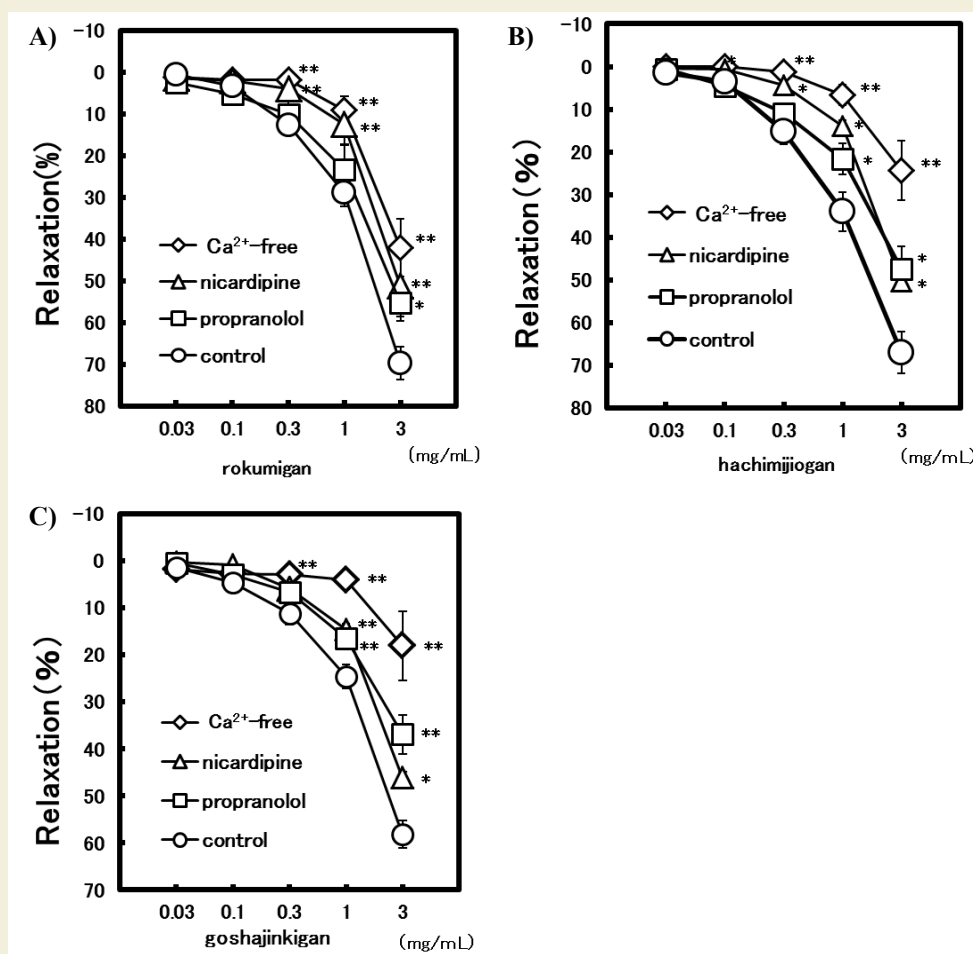 A)
-10
0
10
20
30
40
50
60
70
80
Relaxation(%)
**
**
**
**
**
**
*
Ca²⁺-free
nicardipine
propranolol
control
0.03 0.1 0.3 1 3
(mg/mL)
rokumigan
B)
-10
0
10
20
30
40
50
60
70
80
Relaxation(%)
*
**
*
**
*
*
**
*
*
Ca²⁺-free
nicardipine
propranolol
control
0.03 0.1 0.3 1 3
(mg/mL)
hachimijiogan
C)
-10
0
10
20
30
40
50
60
70
Relaxation(%)
**
**
**
**
**
**
*
Ca²⁺-free
nicardipine
propranolol
control
0.03 0.1 0.3 1 3
goshajinkigan (mg/mL)